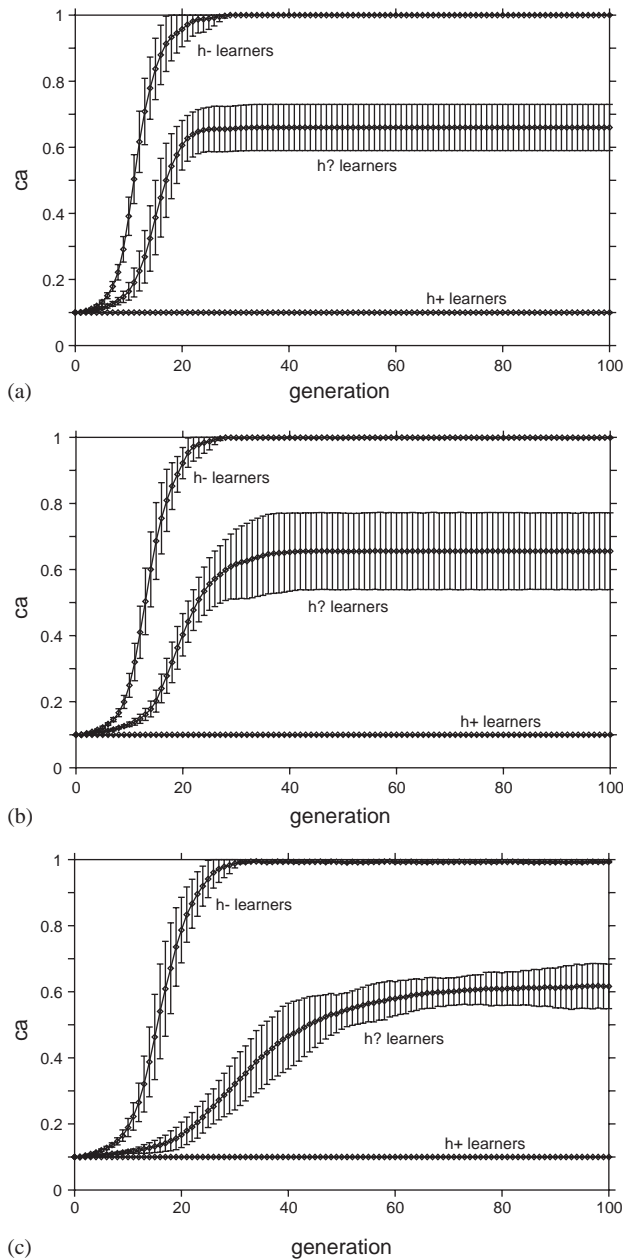 1
h- learners
0.8
0.6
h? learners
ca
0.4
0.2
h+ learners
0
0 20 40 60 80 100
(a) generation
1
h- learners
0.8
0.6
h? learners
ca
0.4
0.2
h+ learners
0
0 20 40 60 80 100
(b) generation
1
h- learners
0.8
0.6
h? learners
ca
0.4
0.2
h+ learners
0
0 20 40 60 80 100
(c) generation